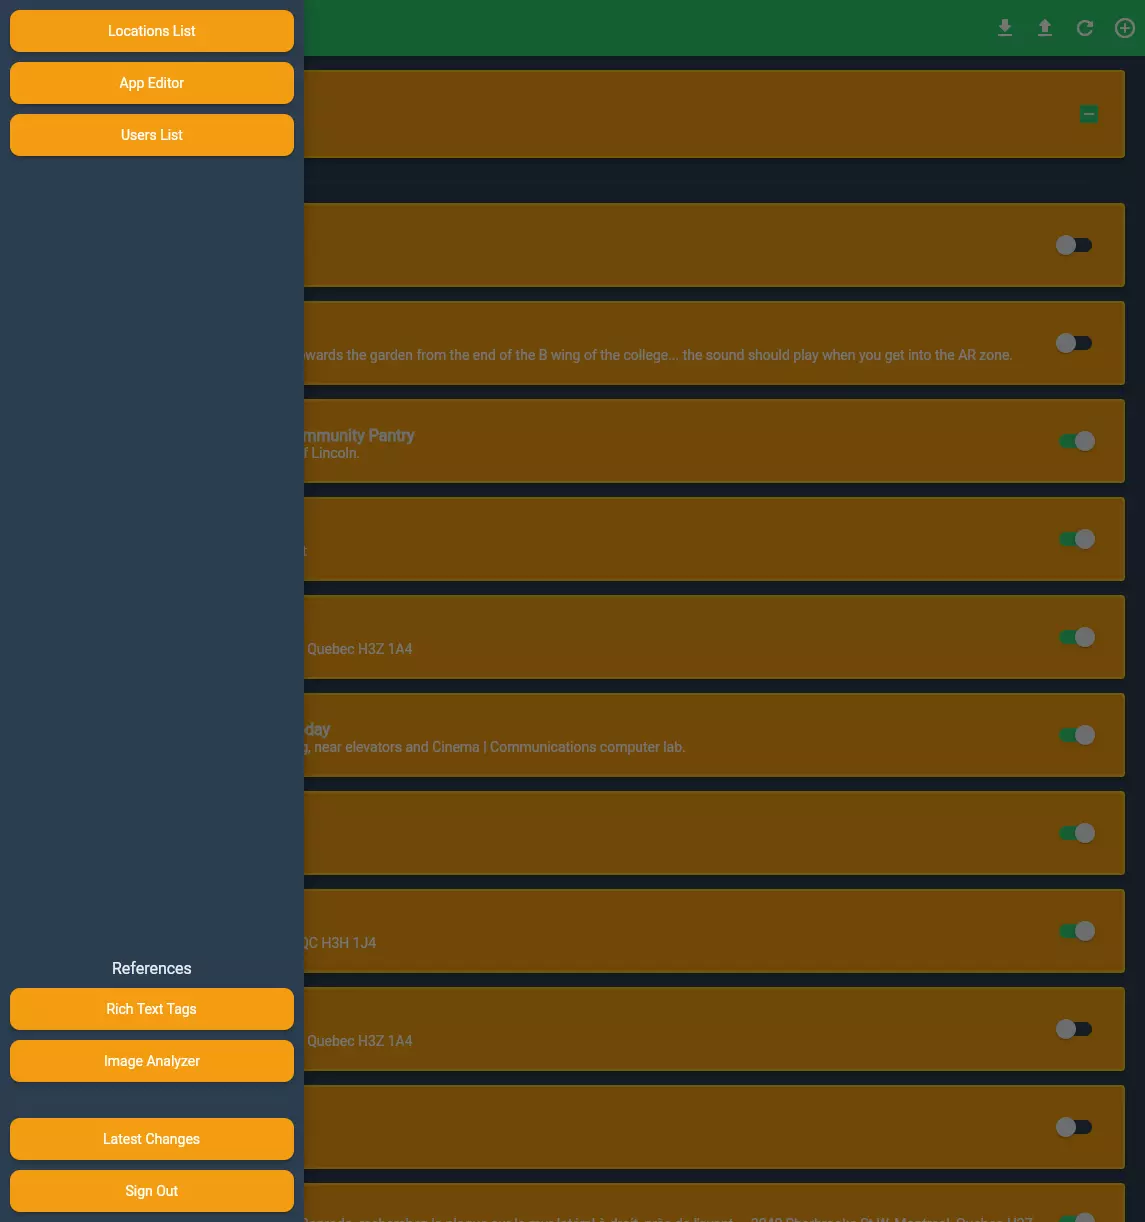 Locations List
App Editor
Users List
wards the garden from the end of the B wing of the college... the sound should play when you get into the AR zone.
mmunity Pantry
f Lincoln.
t
Quebec H3Z 1A4
day
g, near elevators and Cinema | Communications computer lab.
QC H3H 1J4
Quebec H3Z 1A4
References
Rich Text Tags
Image Analyzer
Latest Changes
Sign Out